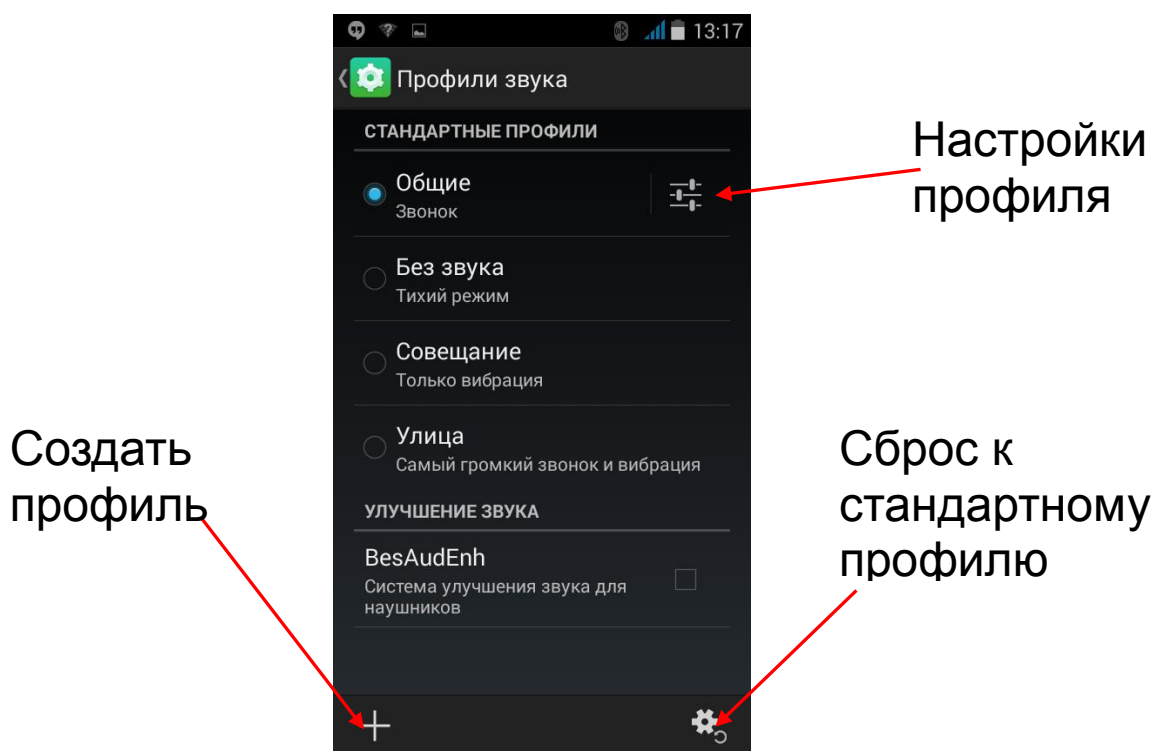 13:17
Профили звука
СТАНДАРТНЫЕ ПРОФИЛИ
Общие
Звонок
Настройки
профиля
Без звука
Тихий режим
Совещание
Только вибрация
Улица
Самый громкий звонок и вибрация
Создать
профиль
Сброс к
стандартному
профилю
УЛУЧШЕНИЕ ЗВУКА
BesAudEnh
Система улучшения звука для
наушников